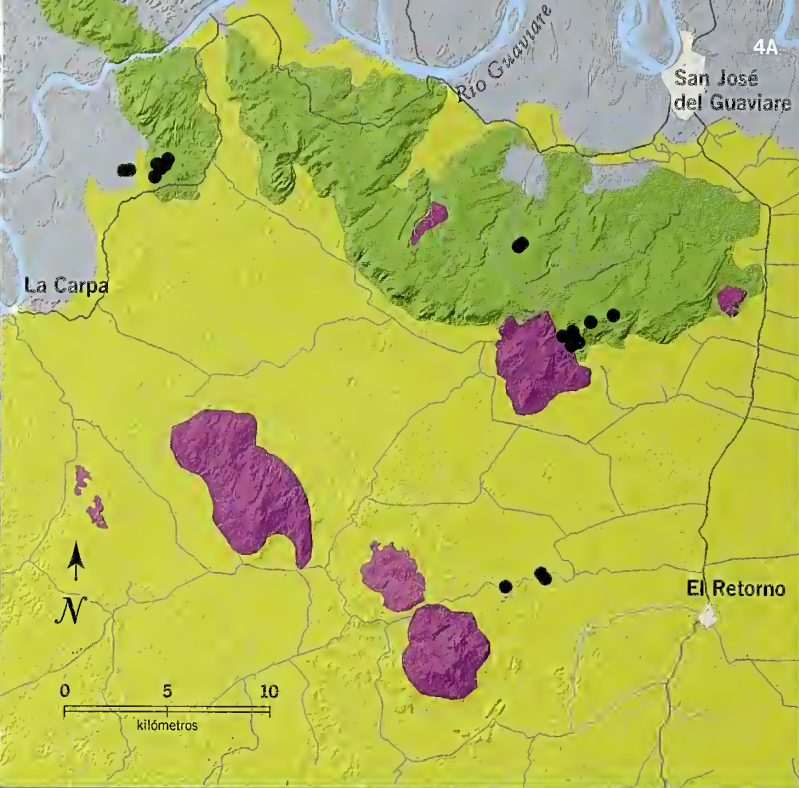 4A
Río Guaviare
San José
del Guaviare
La Carpa
N
El Retorno
0 5 10
kilómetros